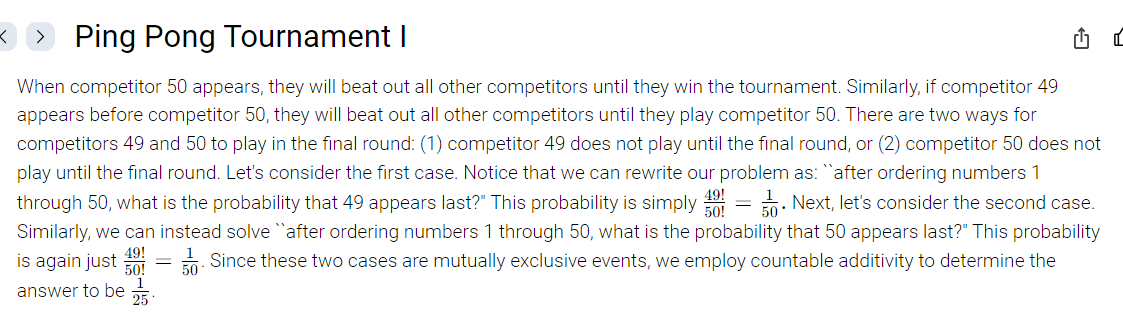 Ping Pong Tournament I
When competitor 50 appears, they will beat out all other competitors until they win the tournament. Similarly, if competitor 49
appears before competitor 50, they will beat out all other competitors until they play competitor 50. There are two ways for
competitors 49 and 50 to play in the final round: (1) competitor 49 does not play until the final round, or (2) competitor 50 does not
play until the final round. Let's consider the first case. Notice that we can rewrite our problem as: ``after ordering numbers 1
through 50, what is the probability that 49 appears last?" This probability is simply 49!/50! = 1/50. Next, let's consider the second case.
Similarly, we can instead solve ``after ordering numbers 1 through 50, what is the probability that 50 appears last?" This probability
is again just 49!/50! = 1/50. Since these two cases are mutually exclusive events, we employ countable additivity to determine the
answer to be 1/25.